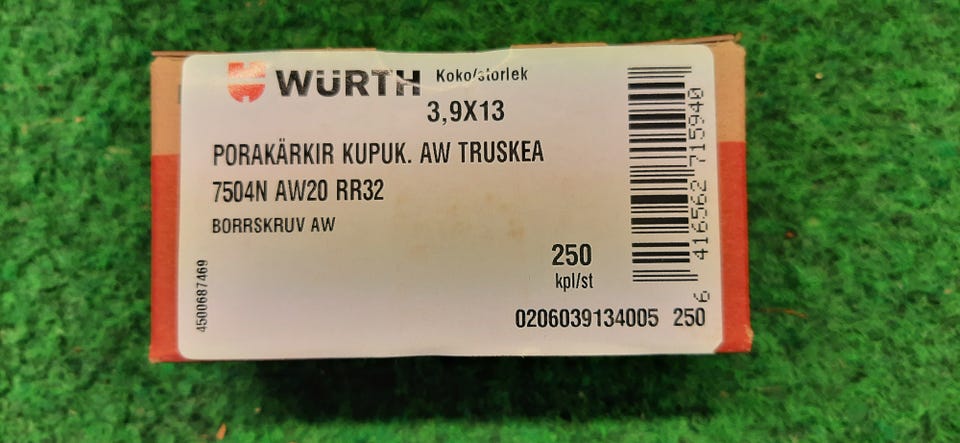 WÜRTH Koko/storlek
3,9X13
PORAKÄRKIR KUPUK. AW TRUSKEA
7504N AW20 RR32
BORRSKRUV AW
250
kpl/st
0206039134005 250
4500687469
6 416562 715940